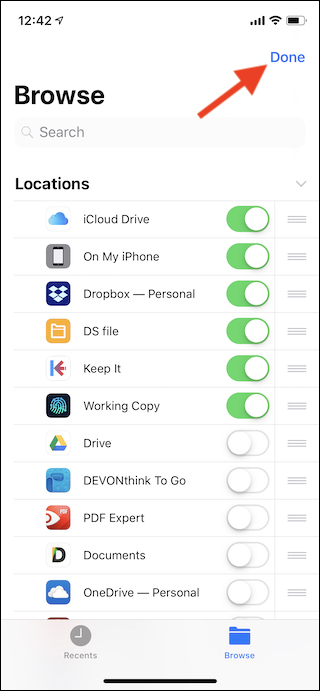 12:42
Done
Browse
Search
Locations
iCloud Drive
On My iPhone
Dropbox — Personal
DS file
Keep It
Working Copy
Drive
DEVONthink To Go
PDF
PDF Expert
Documents
OneDrive — Personal
Recents
Browse